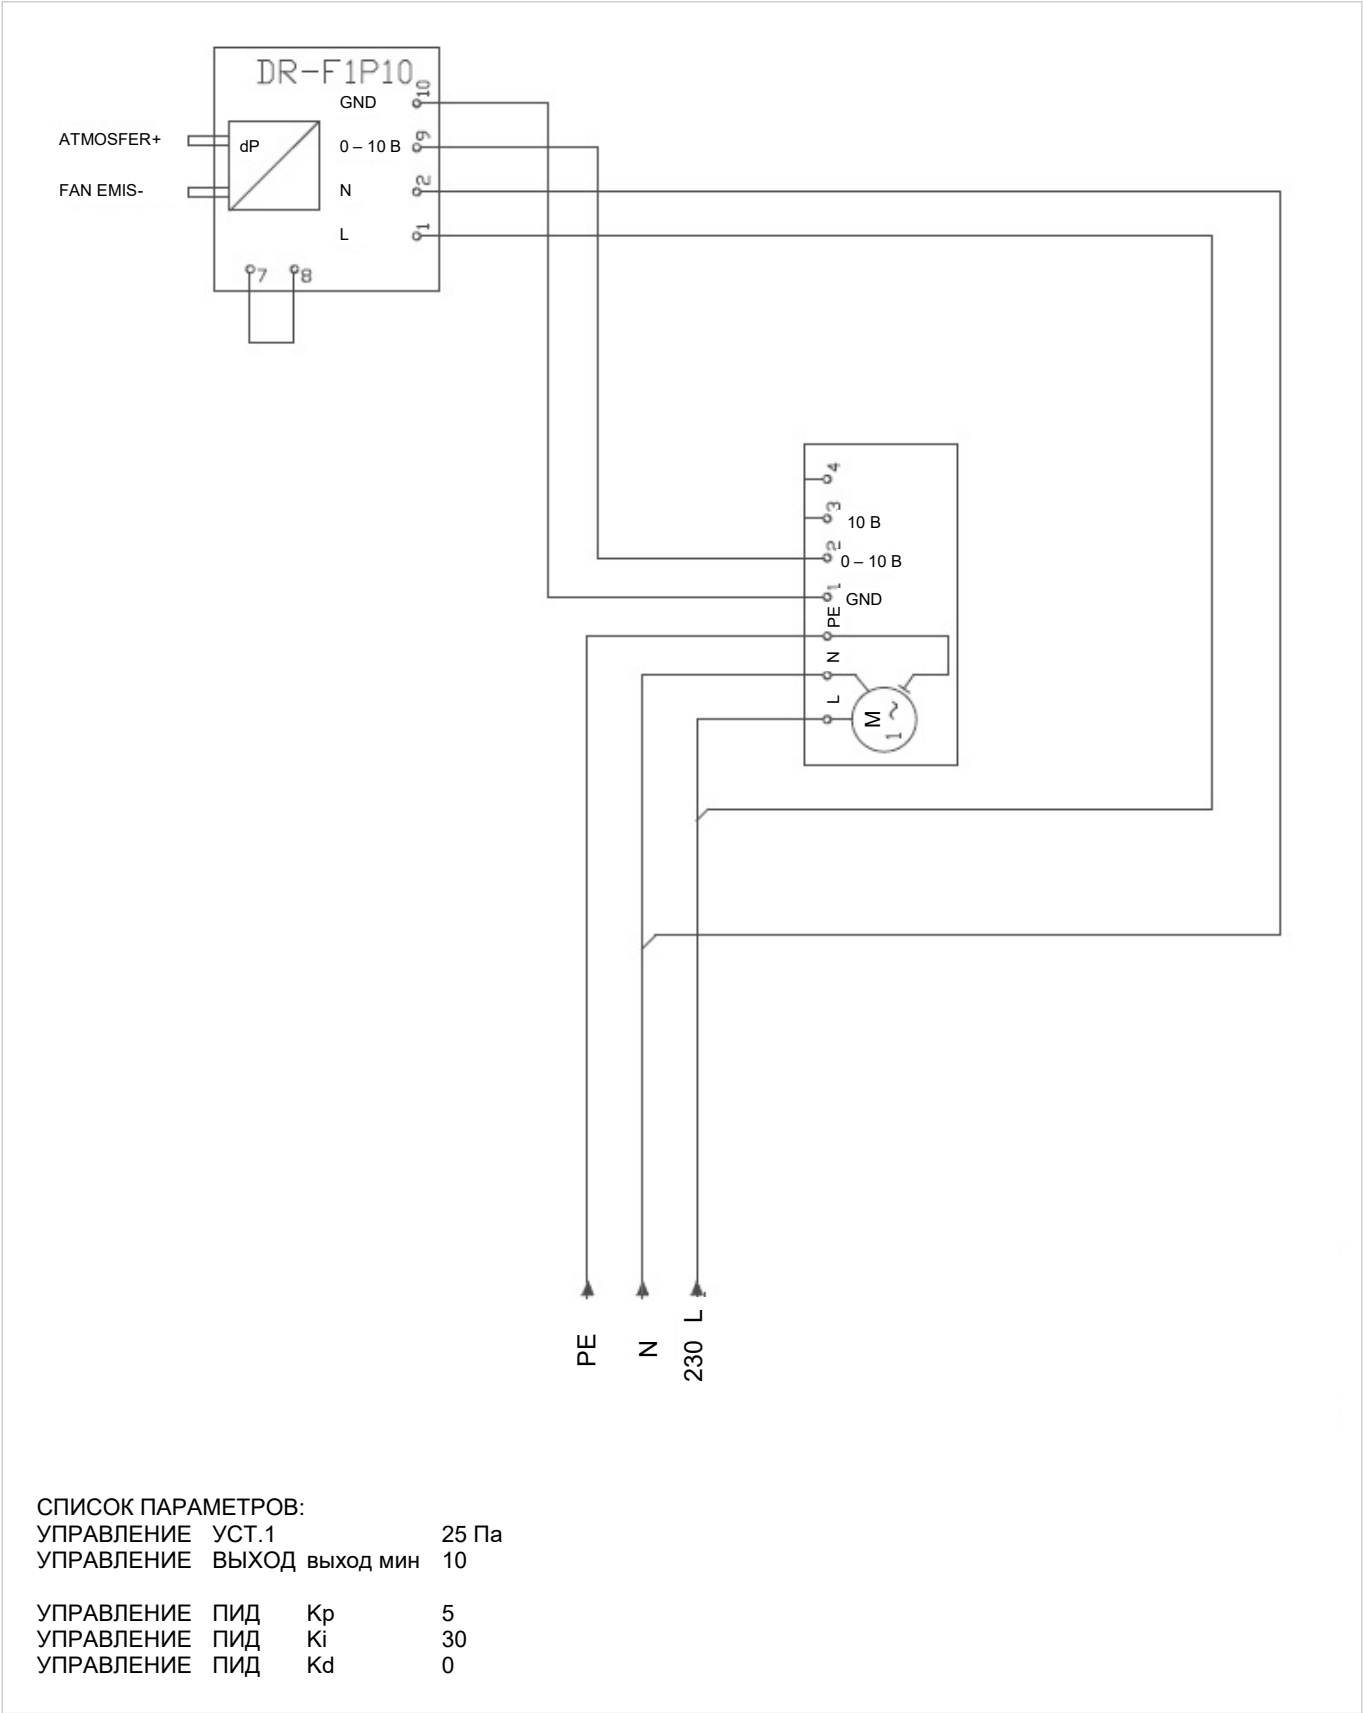 DR-F1P10
GND 10
ATMOSFER+ dP 0 – 10 В 9
FAN EMIS- N 2
L 1
7 8
4
3 10 В
2 0 – 10 В
1 GND
PE
N
L
M 1 ~
PE N 230 L
СПИСОК ПАРАМЕТРОВ:
УПРАВЛЕНИЕ УСТ.1 25 Па
УПРАВЛЕНИЕ ВЫХОД выход мин 10
УПРАВЛЕНИЕ ПИД Kp 5
УПРАВЛЕНИЕ ПИД Ki 30
УПРАВЛЕНИЕ ПИД Kd 0